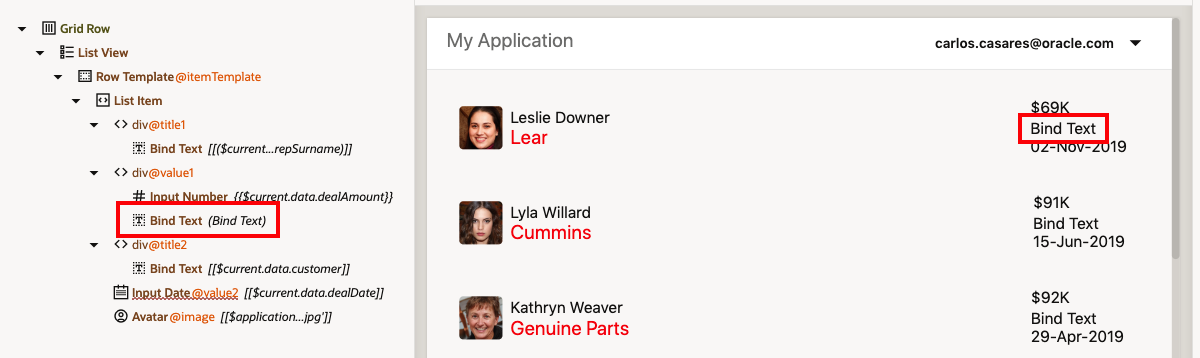 Grid Row
List View
Row Template@itemTemplate
List Item
<> div@title1
Bind Text [[($current...repSurname)]]
<> div@value1
# Input Number {{$current.data.dealAmount}}
Bind Text (Bind Text)
<> div@title2
Bind Text [[$current.data.customer]]
Input Date@value2 [[$current.data.dealDate]]
Avatar@image [[$application...jpg']]
My Application
carlos.casares@oracle.com
Leslie Downer
Lear
$69K
Bind Text
02-Nov-2019
Lyla Willard
Cummins
$91K
Bind Text
15-Jun-2019
Kathryn Weaver
Genuine Parts
$92K
Bind Text
29-Apr-2019